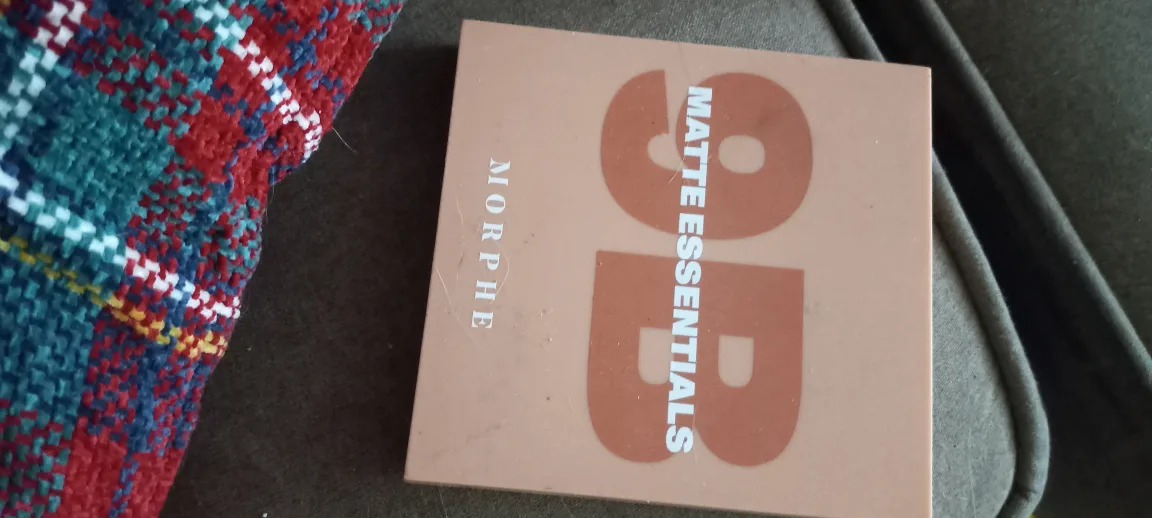 9B
MATTE ESSENTIALS
MORPHE